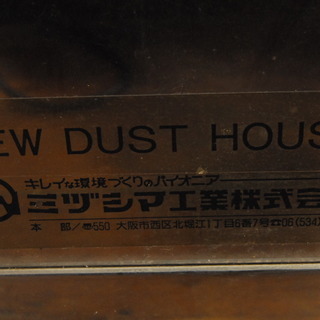 EW DUST HOUS
キレイな環境づくりのパイオニア
ミヅシマ工業株式会
本 部/〒550 大阪市西区北堀江1丁目6番7号☎06(534